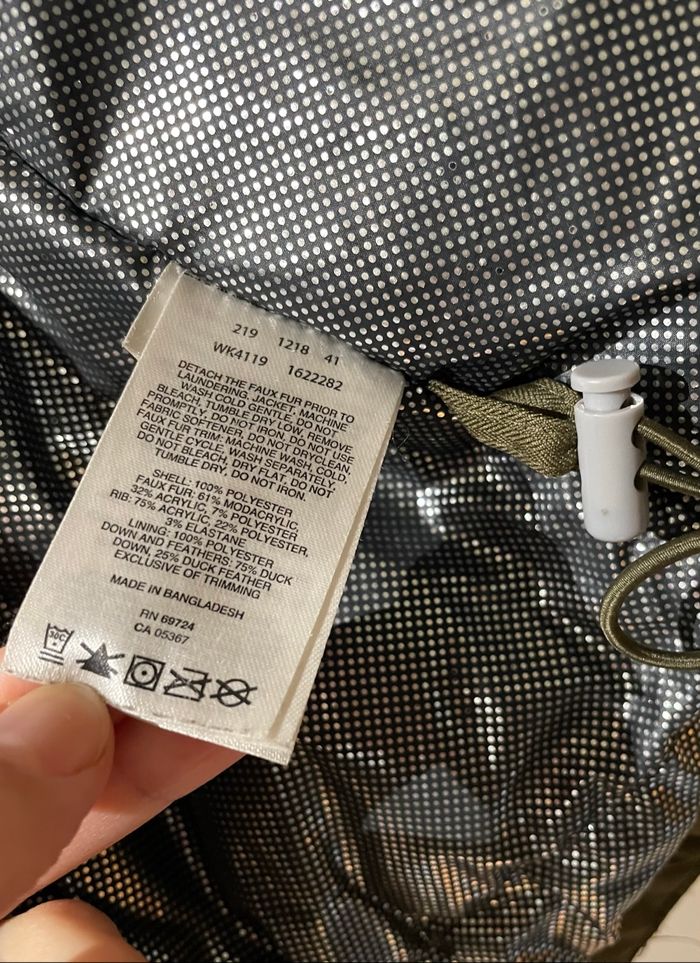 219 1218 41
WK4119 1622282
DETACH THE FAUX FUR PRIOR TO
LAUNDERING. JACKET. MACHINE
WASH COLD, GENTLE, DO NOT
BLEACH, TUMBLE DRY LOW, REMOVE
PROMPTLY, DO NOT IRON, DO NOT USE
FABRIC SOFTENER, DO NOT DRYCLEAN.
FAUX FUR TRIM: MACHINE WASH, COLD,
GENTLE CYCLE, WASH SEPARATELY,
DO NOT BLEACH, DRY FLAT, DO NOT
TUMBLE DRY. DO NOT IRON.
SHELL: 100% POLYESTER
FAUX FUR: 61% MODACRYLIC,
32% ACRYLIC, 7% POLYESTER
RIB: 75% ACRYLIC, 22% POLYESTER,
3% ELASTANE
LINING: 100% POLYESTER
DOWN AND FEATHERS: 75% DUCK
DOWN, 25% DUCK FEATHER
EXCLUSIVE OF TRIMMING
MADE IN BANGLADESH
RN 69724
CA 05367
30C